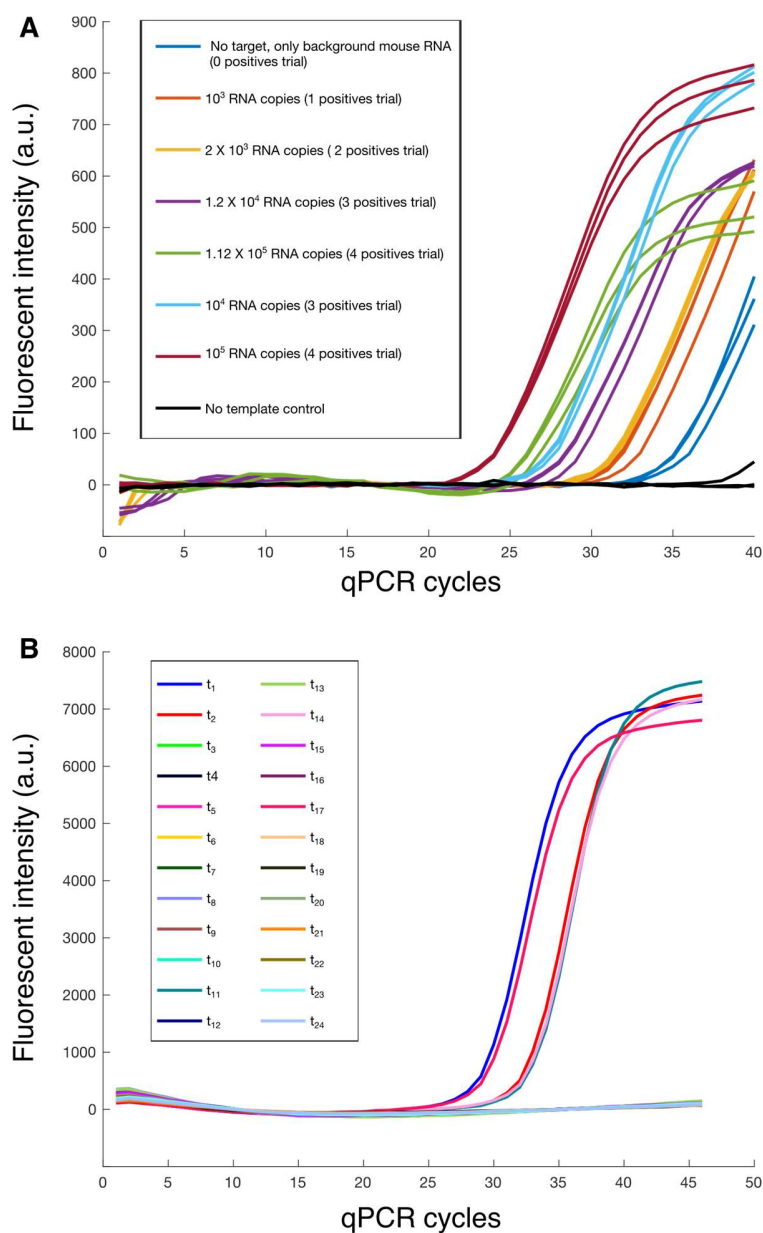 A
Fluorescent intensity (a.u.)
900
800
700
600
500
400
300
200
100
0
No target, only background mouse RNA
(0 positives trial)
10³ RNA copies (1 positives trial)
2 X 10³ RNA copies ( 2 positives trial)
1.2 X 10⁴ RNA copies (3 positives trial)
1.12 X 10⁵ RNA copies (4 positives trial)
10⁴ RNA copies (3 positives trial)
10⁵ RNA copies (4 positives trial)
No template control
0 5 10 15 20 25 30 35 40
qPCR cycles
B
Fluorescent intensity (a.u.)
8000
7000
6000
5000
4000
3000
2000
1000
0
t₁ t₁₃
t₂ t₁₄
t₃ t₁₅
t4 t₁₆
t₅ t₁₇
t₆ t₁₈
t₇ t₁₉
t₈ t₂₀
t₉ t₂₁
t₁₀ t₂₂
t₁₁ t₂₃
t₁₂ t₂₄
0 5 10 15 20 25 30 35 40 45 50
qPCR cycles